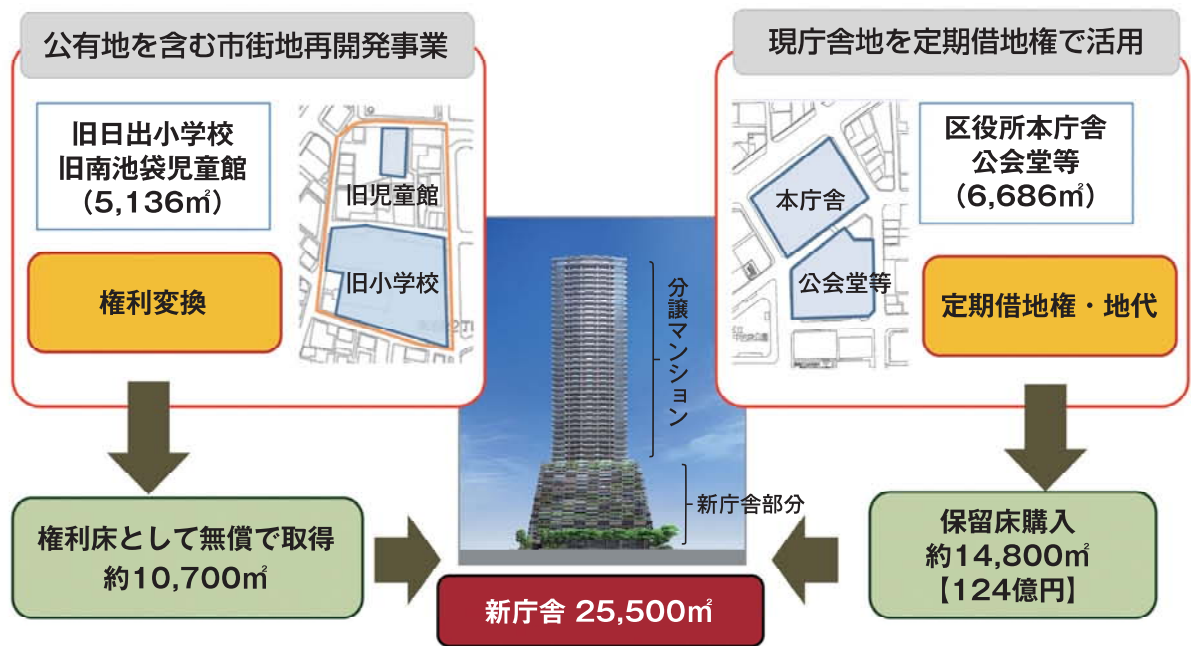 公有地を含む市街地再開発事業
旧日出小学校
旧南池袋児童館
（5,136㎡）
旧児童館
旧小学校
権利変換
権利床として無償で取得
約10,700㎡
分譲マンション
新庁舎部分
新庁舎 25,500㎡
現庁舎地を定期借地権で活用
本庁舎
公会堂等
区役所本庁舎
公会堂等
（6,686㎡）
定期借地権・地代
保留床購入
約14,800㎡
【124億円】